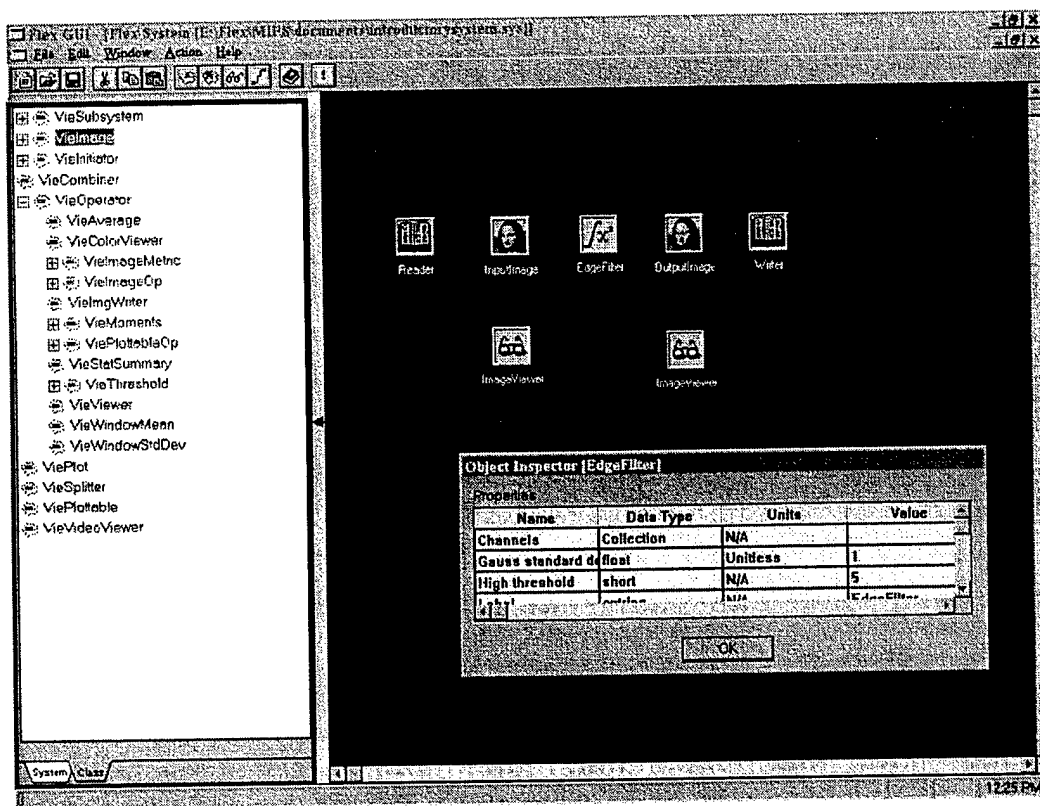 Flex GUI - [Flex System [E:\Flex\MIPS\documents\introductorysystem.sys]]
File Edit Window Action Help
VieSubsystem
VieImage
VieInitiator
VieCombiner
VieOperator
VieAverage
VieColorViewer
VieImageMetric
VieImageOp
VieImgWriter
VieMoments
ViePlottableOp
VieStatSummary
VieThreshold
VieViewer
VieWindowMean
VieWindowStdDev
ViePlot
VieSplitter
ViePlottable
VieVideoViewer
System Class
Reader InputImage EdgeFilter OutputImage Writer
ImageViewer ImageViewer
Object Inspector [EdgeFilter]
Properties
Name Data Type Units Value
Channels Collection N/A
Gauss standard de float Unitless 1
High threshold short N/A 5
Label N/A EdgeFilter
OK
12:25 PM